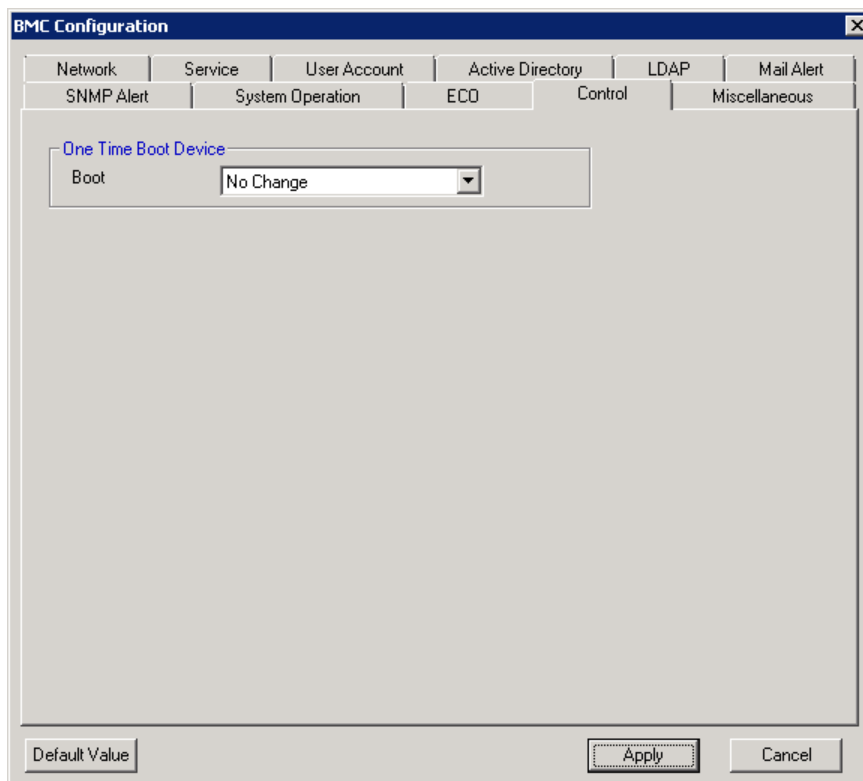 BMC Configuration
Network Service User Account Active Directory LDAP Mail Alert
SNMP Alert System Operation ECO Control Miscellaneous
One Time Boot Device
Boot No Change
Default Value Apply Cancel